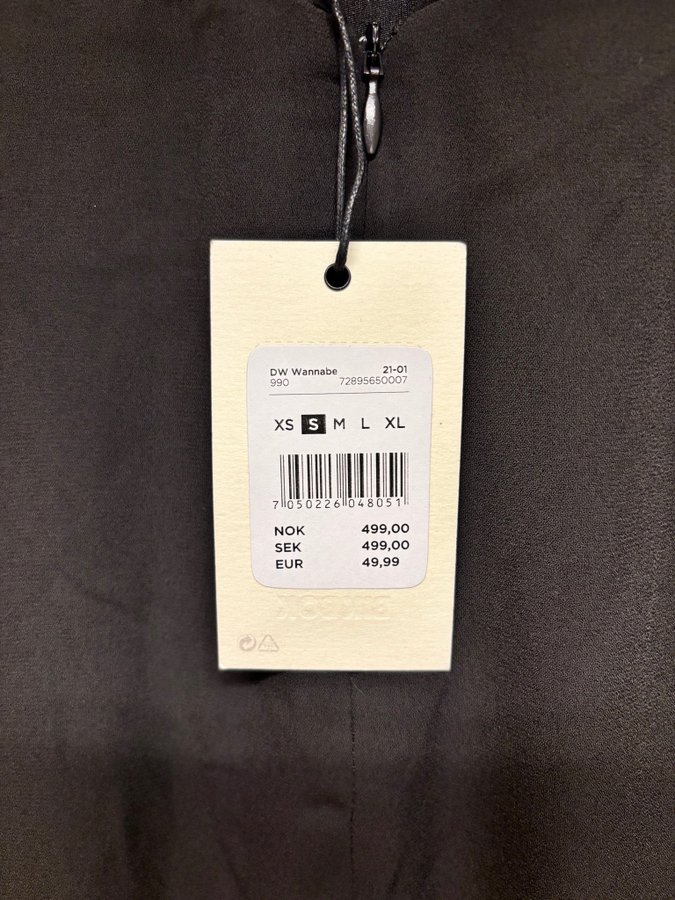 DW Wannabe 21-01
990 72895650007
XS S M L XL
7 050226 048051
NOK 499,00
SEK 499,00
EUR 49,99